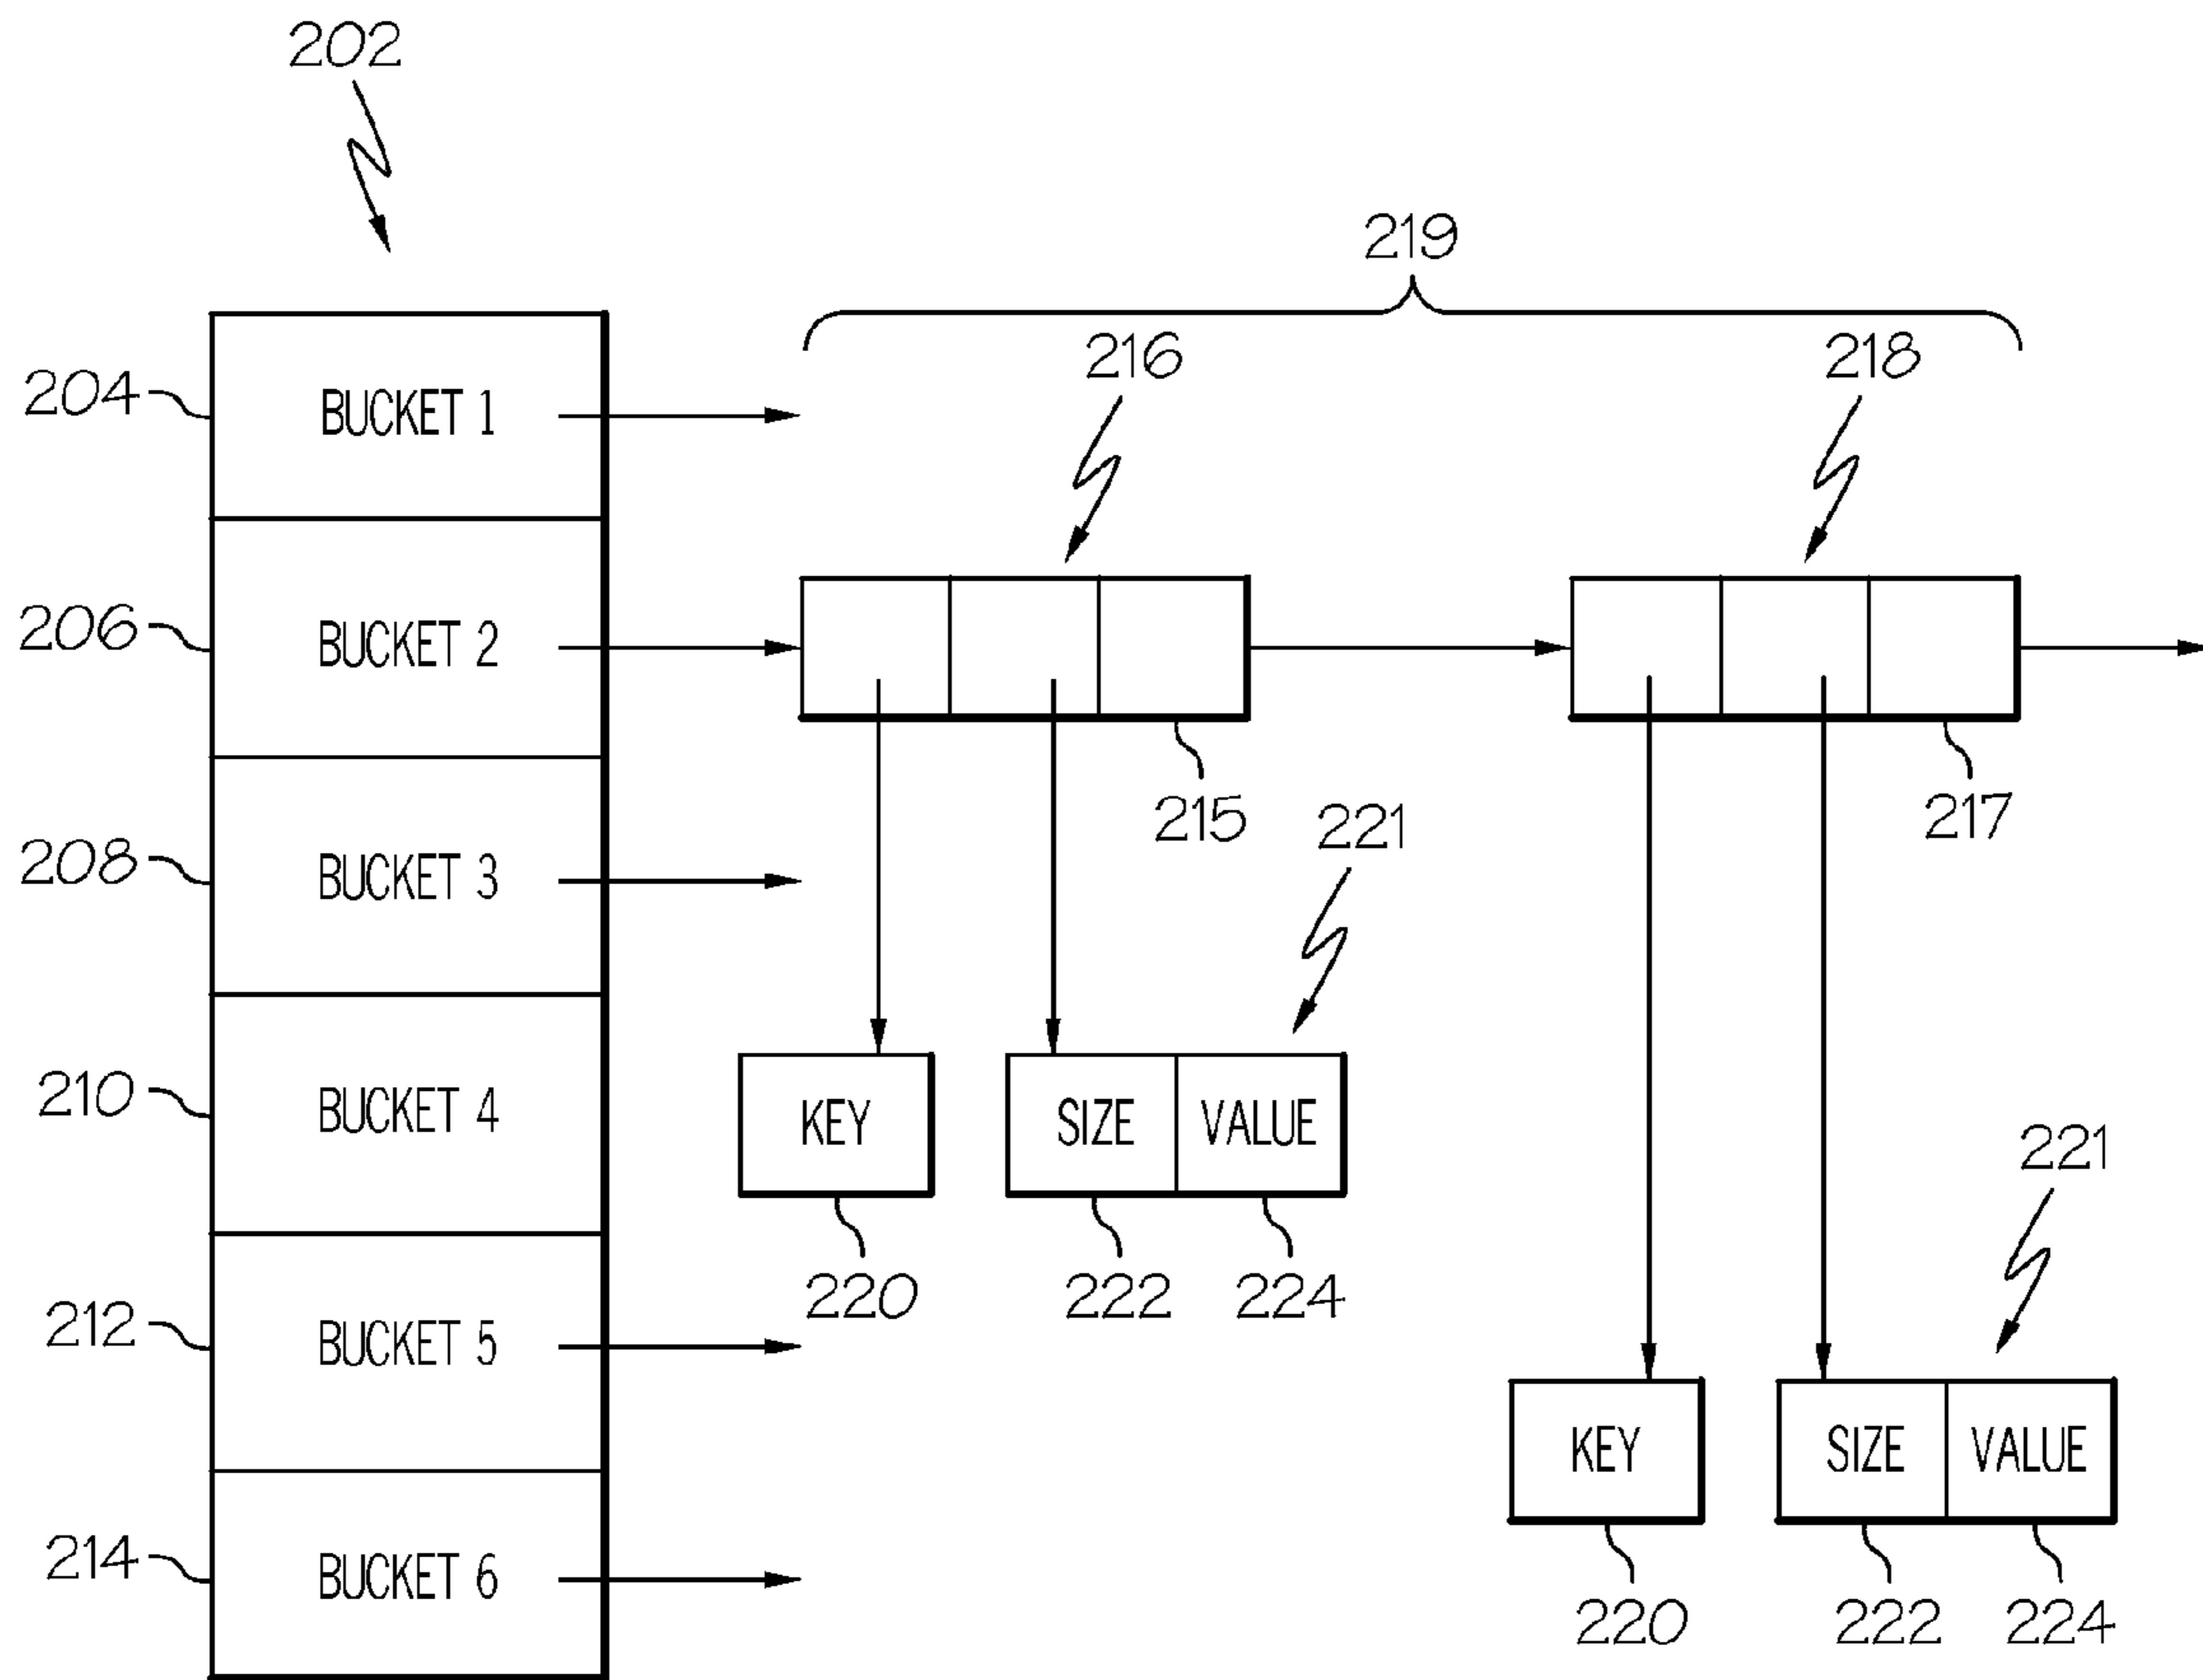 202
219
216
218
204
BUCKET 1
206
BUCKET 2
215
217
221
208
BUCKET 3
210
BUCKET 4
KEY
SIZE
VALUE
221
220
222
224
212
BUCKET 5
KEY
SIZE
VALUE
214
BUCKET 6
220
222
224